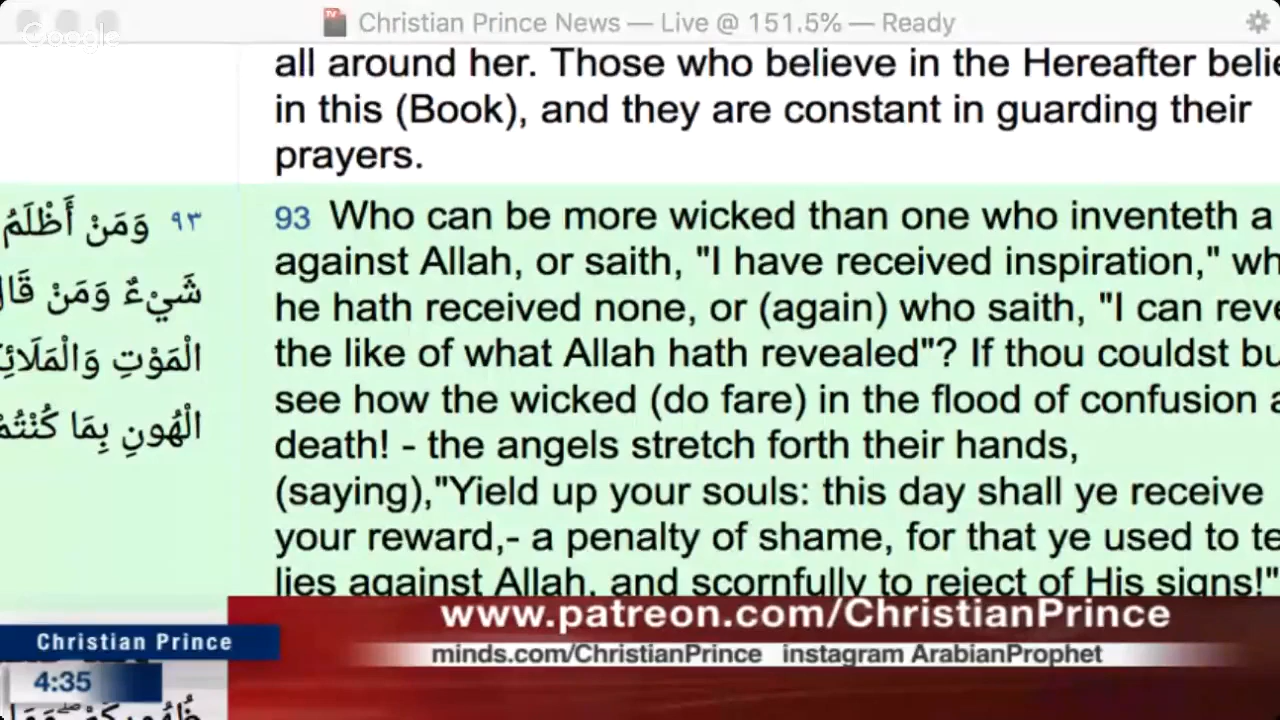 Christian Prince News — Live @ 151.5% — Ready
Google
all around her. Those who believe in the Hereafter
in this (Book), and they are constant in guarding their
prayers.
93 Who can be more wicked than one who inventeth a
against Allah, or saith, "I have received inspiration,"
he hath received none, or (again) who saith, "I can
the like of what Allah hath revealed"? If thou couldst
see how the wicked (do fare) in the flood of confusion
death! - the angels stretch forth their hands,
(saying),"Yield up your souls: this day shall ye receive
your reward,- a penalty of shame, for that ye used to
lies against Allah, and scornfully to reject of His signs!"
٩٣ وَمَنْ أَظْلَمُ
شَيْءٌ وَمَنْ
الْمَوْتِ
الْهُونِ بِمَا
www.patreon.com/ChristianPrince
Christian Prince
minds.com/ChristianPrince instagram ArabianProphet
4:35